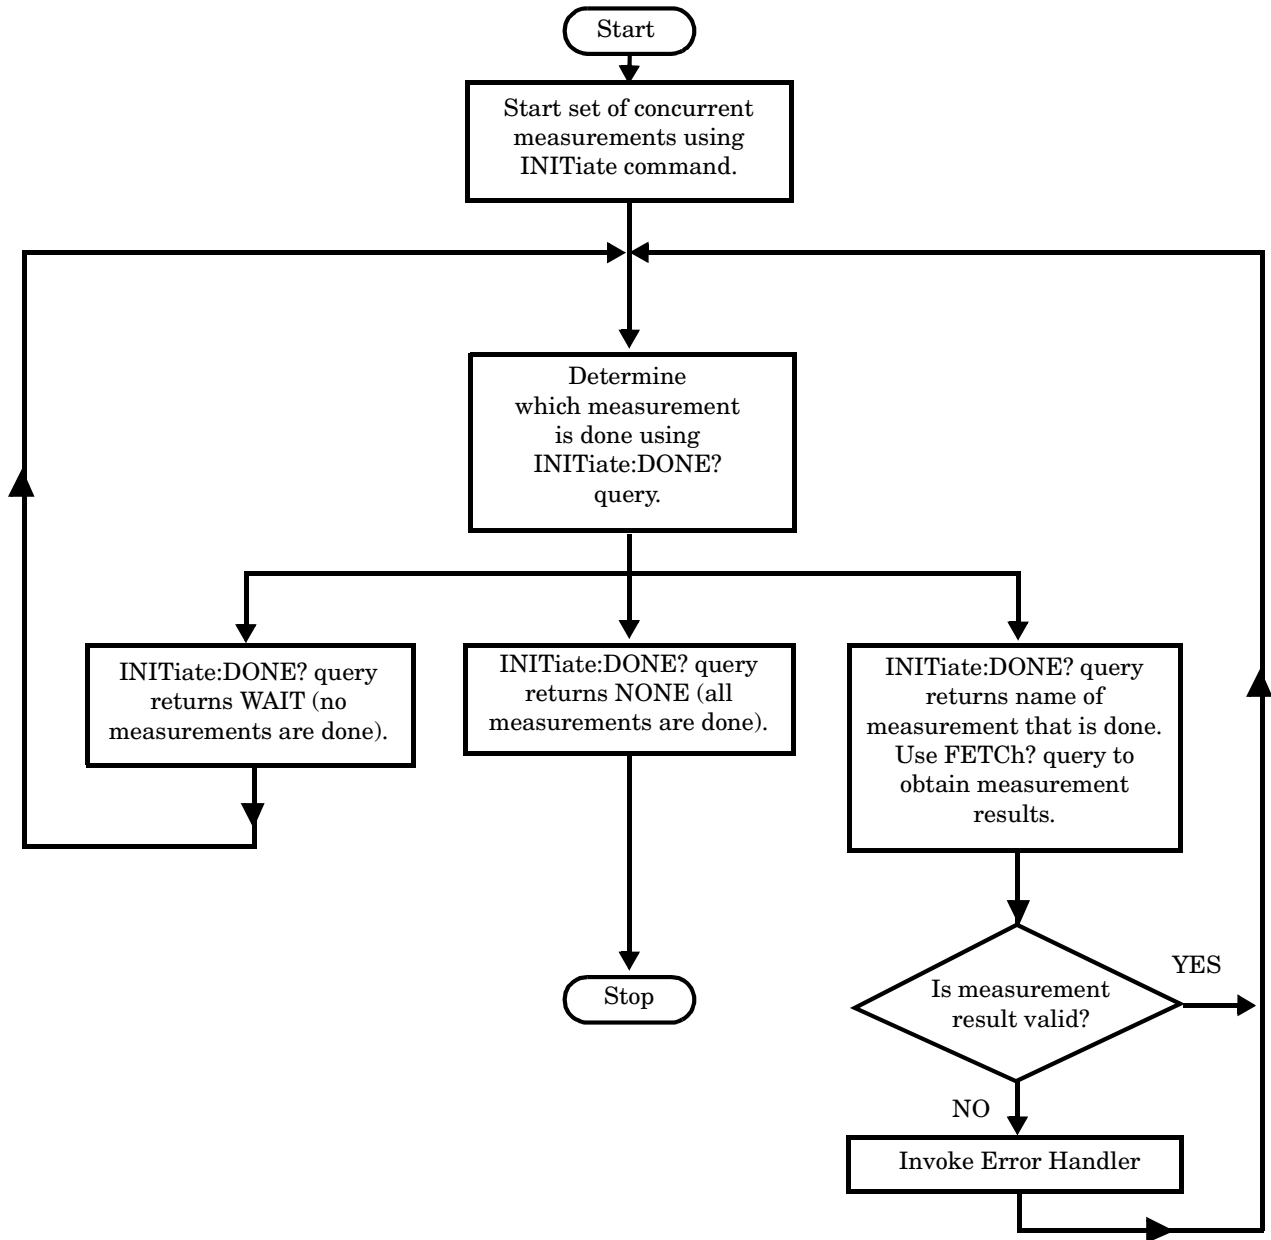 Start
Start set of concurrent
measurements using
INITiate command.
Determine
which measurement
is done using
INITiate:DONE?
query.
INITiate:DONE? query
returns WAIT (no
measurements are done).
INITiate:DONE? query
returns NONE (all
measurements are done).
INITiate:DONE? query
returns name of
measurement that is done.
Use FETCh? query to
obtain measurement
results.
YES
Is measurement
result valid?
Stop
NO
Invoke Error Handler